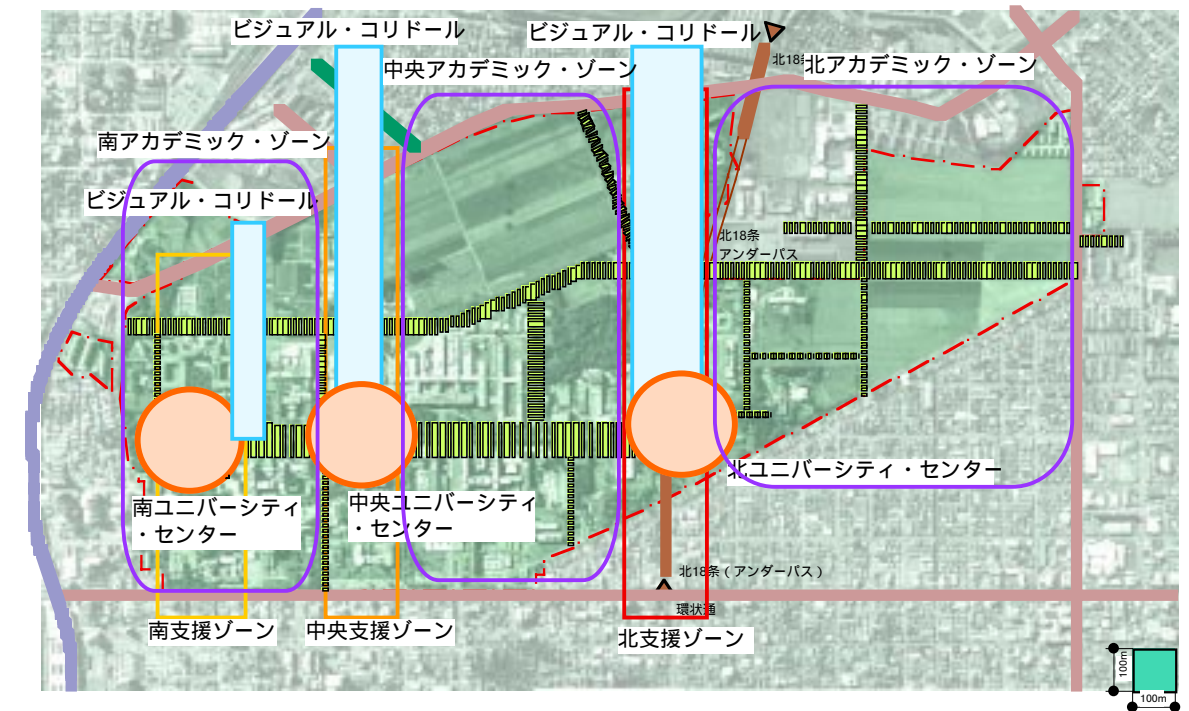 ビジュアル・コリドール
ビジュアル・コリドール
北18条
中央アカデミック・ゾーン
北アカデミック・ゾーン
南アカデミック・ゾーン
ビジュアル・コリドール
北18条
アンダーパス
北ユニバーシティ・センター
南ユニバーシティ
・センター
中央ユニバーシティ
・センター
北18条(アンダーパス)
環状通
南支援ゾーン
中央支援ゾーン
北支援ゾーン
100m
100m